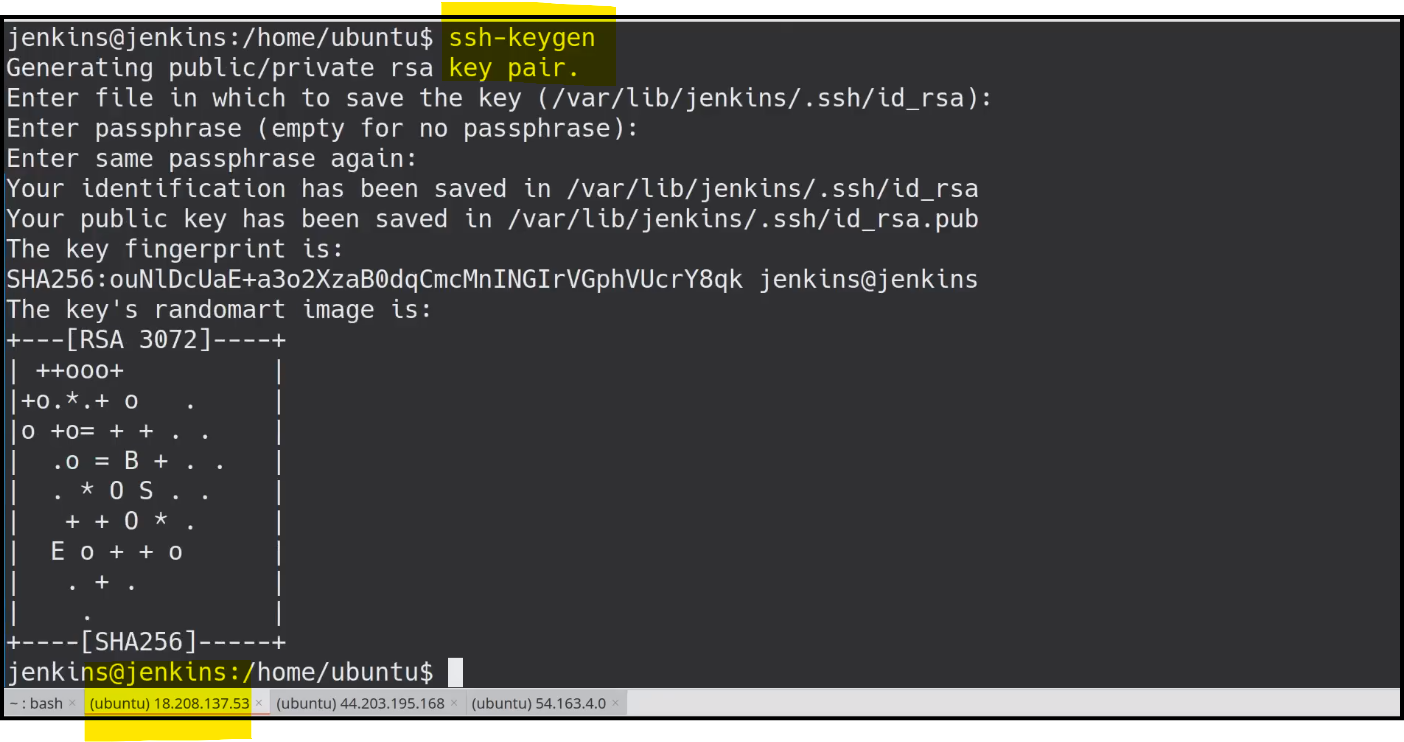 jenkins@jenkins:/home/ubuntu$ ssh-keygen
Generating public/private rsa key pair.
Enter file in which to save the key (/var/lib/jenkins/.ssh/id_rsa):
Enter passphrase (empty for no passphrase):
Enter same passphrase again:
Your identification has been saved in /var/lib/jenkins/.ssh/id_rsa
Your public key has been saved in /var/lib/jenkins/.ssh/id_rsa.pub
The key fingerprint is:
SHA256:ouNlDcUaE+a3o2XzaB0dqCmcMnINGIrVGphVUcrY8qk jenkins@jenkins
The key's randomart image is:
+---[RSA 3072]----+
| ++ooo+          |
|+o.*.+ o   .     |
|o +o= + + . .    |
|  .o = B + . .   |
|  . * O S . .    |
|   + + O * .     |
|  E o + + o      |
|   . + .         |
|    .            |
+----[SHA256]-----+
jenkins@jenkins:/home/ubuntu$
~ : bash × (ubuntu) 18.208.137.53 × (ubuntu) 44.203.195.168 × (ubuntu) 54.163.4.0 ×